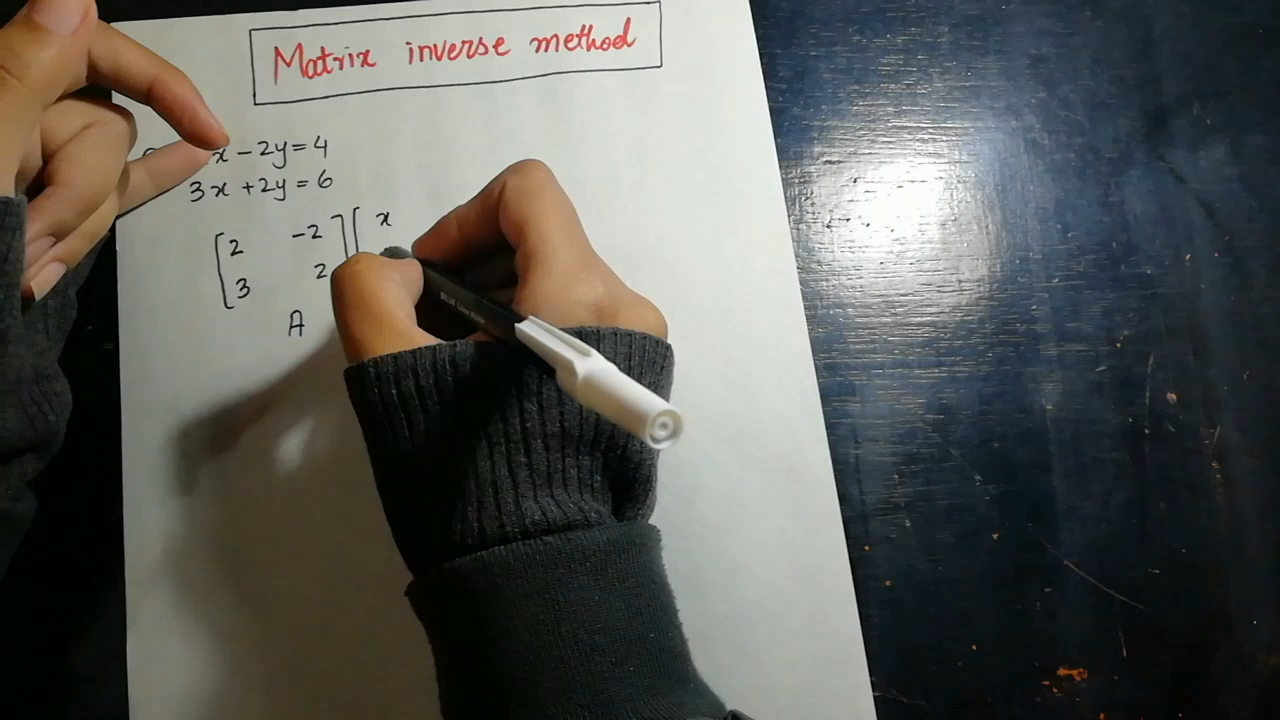 Matrix inverse method
x - 2y = 4
3x + 2y = 6
2 -2 x
3 2
A